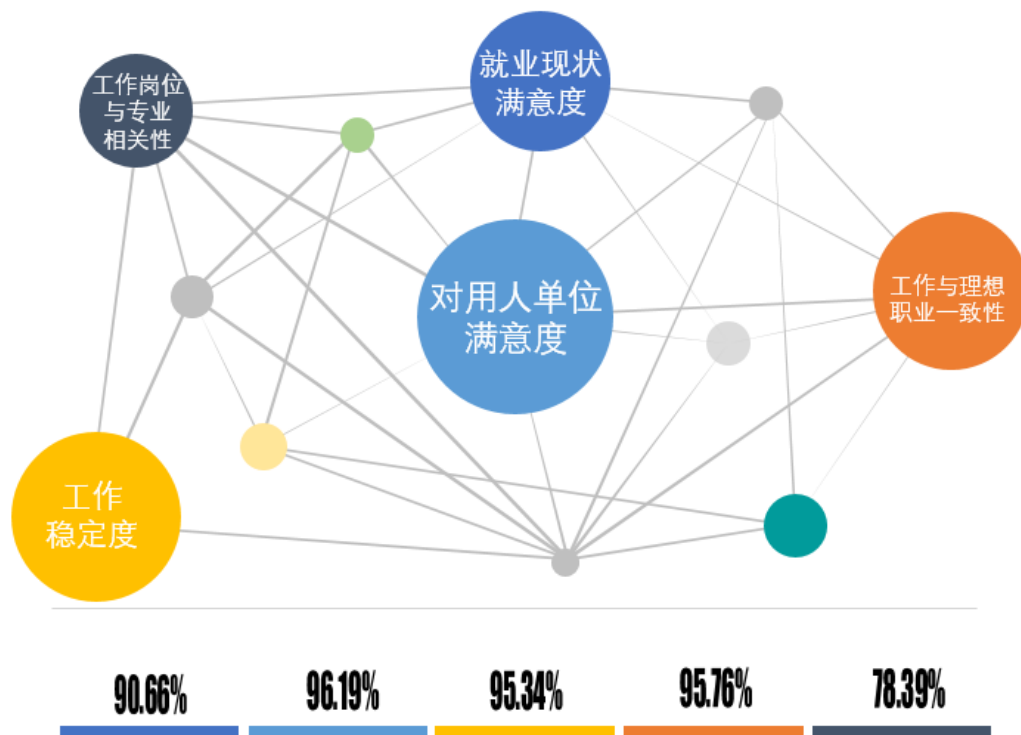 就业现状
满意度
工作岗位
与专业
相关性
对用人单位
满意度
工作与理想
职业一致性
工作
稳定度
90.66%
96.19%
95.34%
95.76%
78.39%